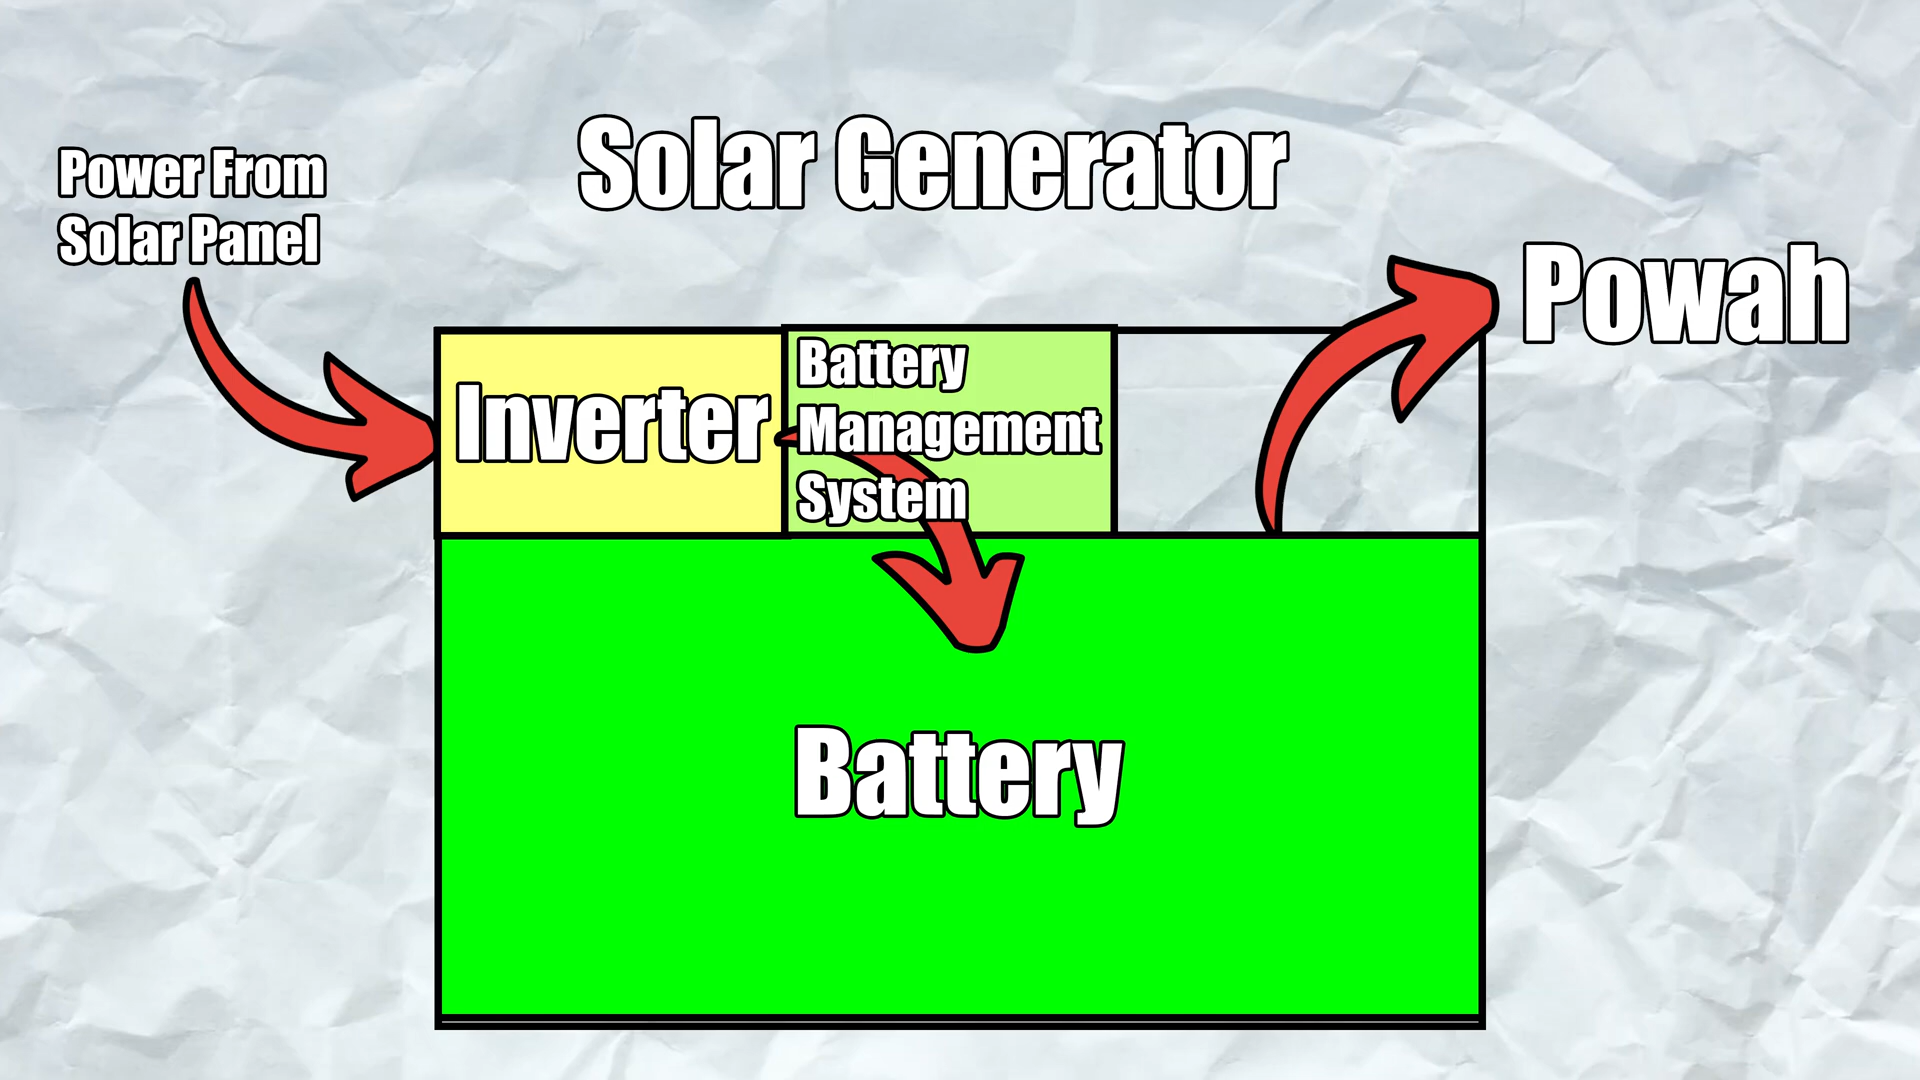 Solar Generator
Power From
Solar Panel
Powah
Inverter
Battery
Management
System
Battery